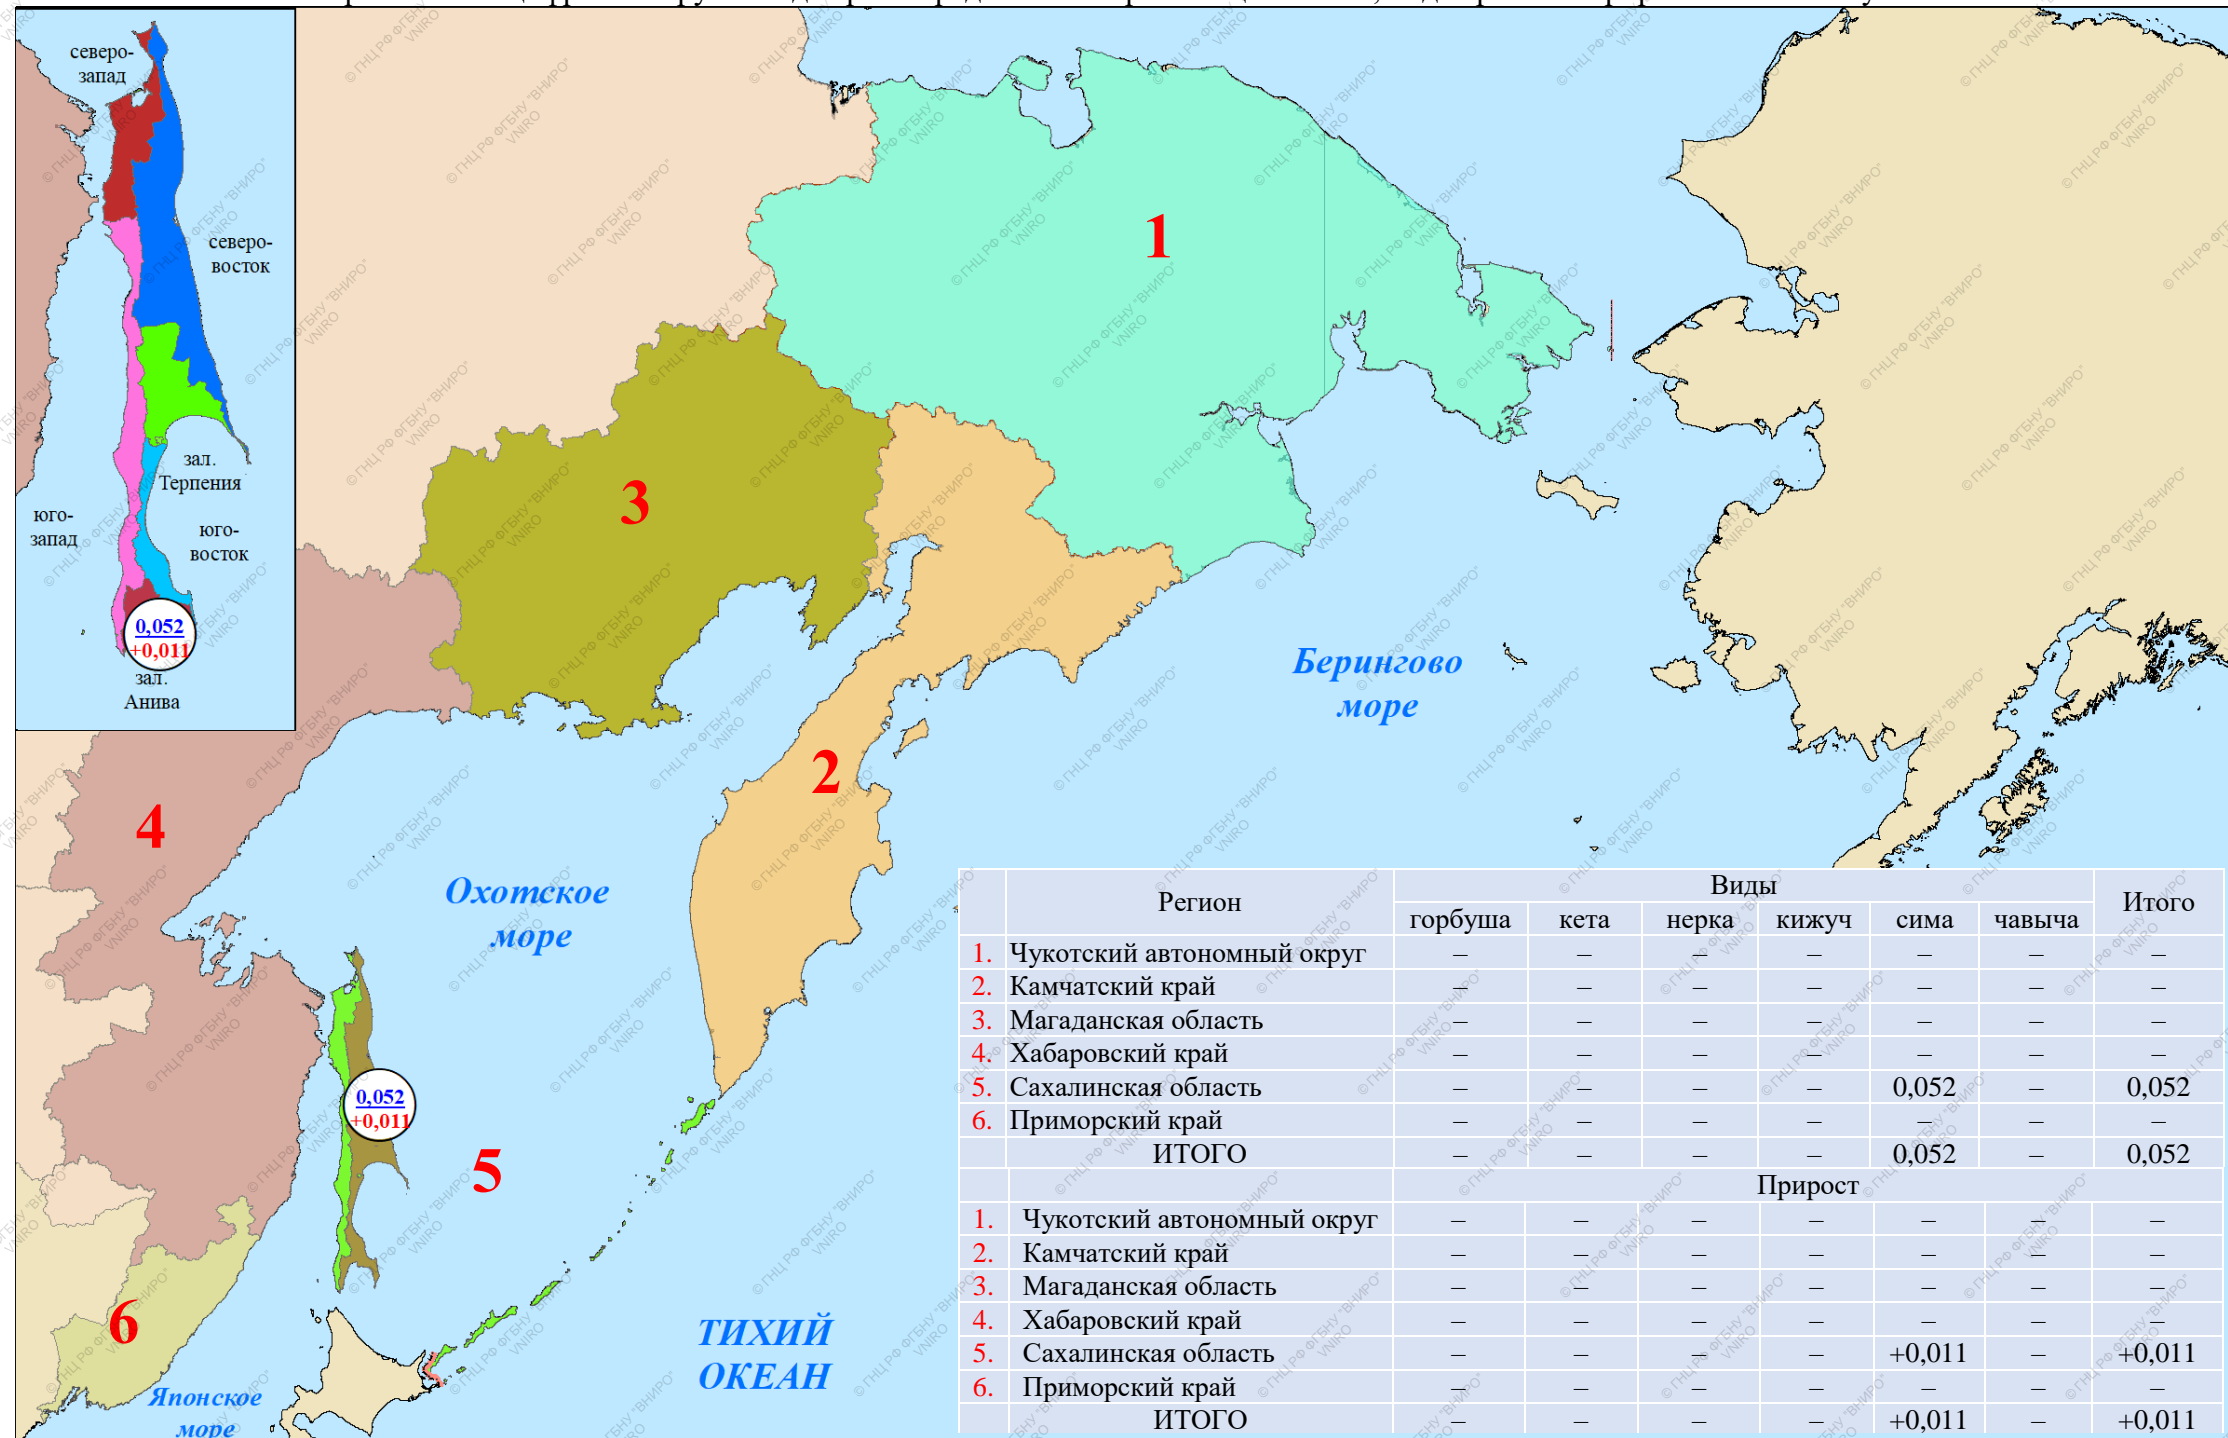 северо-
запад
северо-
восток
зал.
Терпения
юго-
запад
юго-
восток
0,052
+0,011
зал.
Анива
1
2
3
4
5
6
Берингово
море
Охотское
море
0,052
+0,011
ТИХИЙ
ОКЕАН
Японское
море
Регион Виды Итого
горбуша кета нерка кижуч сима чавыча
1. Чукотский автономный округ – – – – – – –
2. Камчатский край – – – – – – –
3. Магаданская область – – – – – – –
4. Хабаровский край – – – – – – –
5. Сахалинская область – – – – 0,052 – 0,052
6. Приморский край – – – – – – –
ИТОГО – – – – 0,052 – 0,052
Прирост
1. Чукотский автономный округ – – – – – – –
2. Камчатский край – – – – – – –
3. Магаданская область – – – – – – –
4. Хабаровский край – – – – – – –
5. Сахалинская область – – – – +0,011 – +0,011
6. Приморский край – – – – – – –
ИТОГО – – – – +0,011 – +0,011
© ГНЦ РФ ФГБНУ "ВНИРО"
VNIRO